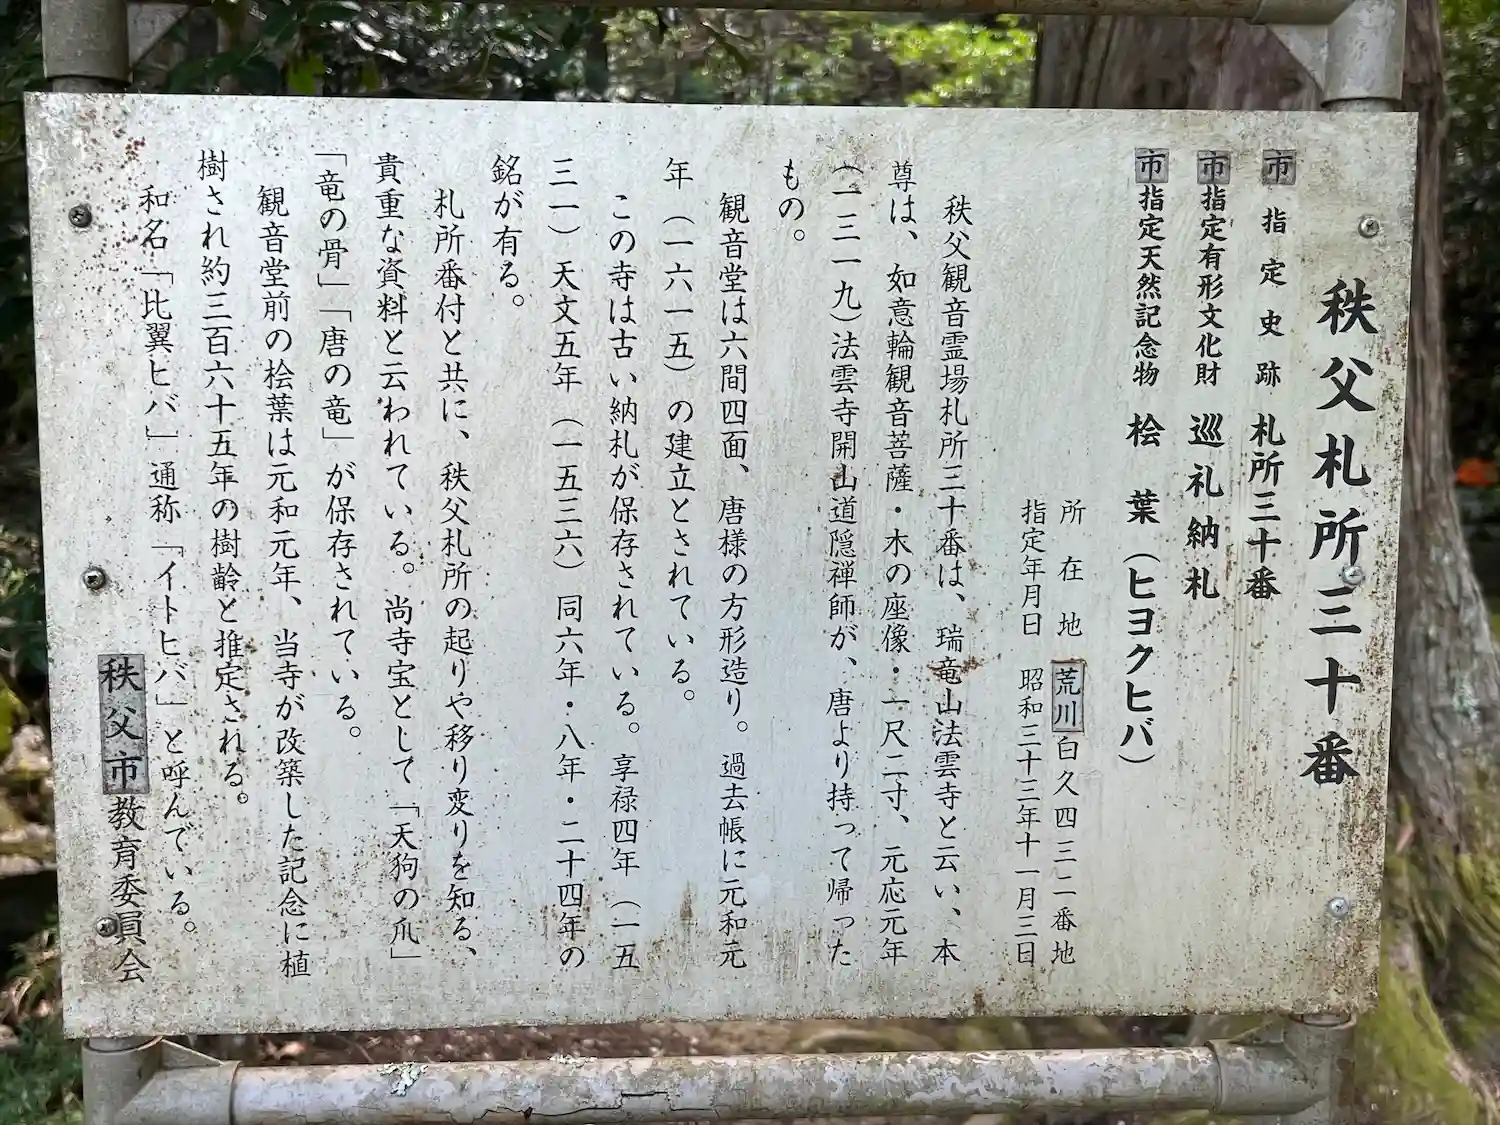 秩父札所三十番
市指定史跡 札所三十番
市指定有形文化財 巡礼納札
市指定天然記念物 桧葉（ヒヨクヒバ）
所在地 荒川白久四三二番地
指定年月日 昭和三十三年十一月三日
秩父観音霊場札所三十番は、瑞竜山法雲寺と云い、本
尊は、如意輪観音菩薩・木の座像・一尺二寸、元応元年
（一三一九）法雲寺開山道隠禅師が、唐より持って帰った
もの。
観音堂は六間四面、唐様の方形造り。過去帳に元和元
年（一六一五）の建立とされている。
この寺は古い納札が保存されている。享禄四年（一五
三一）天文五年（一五三六）同六年・八年・二十四年の
銘が有る。
札所番付と共に、秩父札所の起りや移り変りを知る、
貴重な資料と云われている。尚寺宝として「天狗の爪」
「竜の骨」「唐の竜」が保存されている。
観音堂前の桧葉は元和元年、当寺が改築した記念に植
樹され約三百六十五年の樹齢と推定される。
和名「比翼ヒバ」通称「イトヒバ」と呼んでいる。
秩父市教育委員会